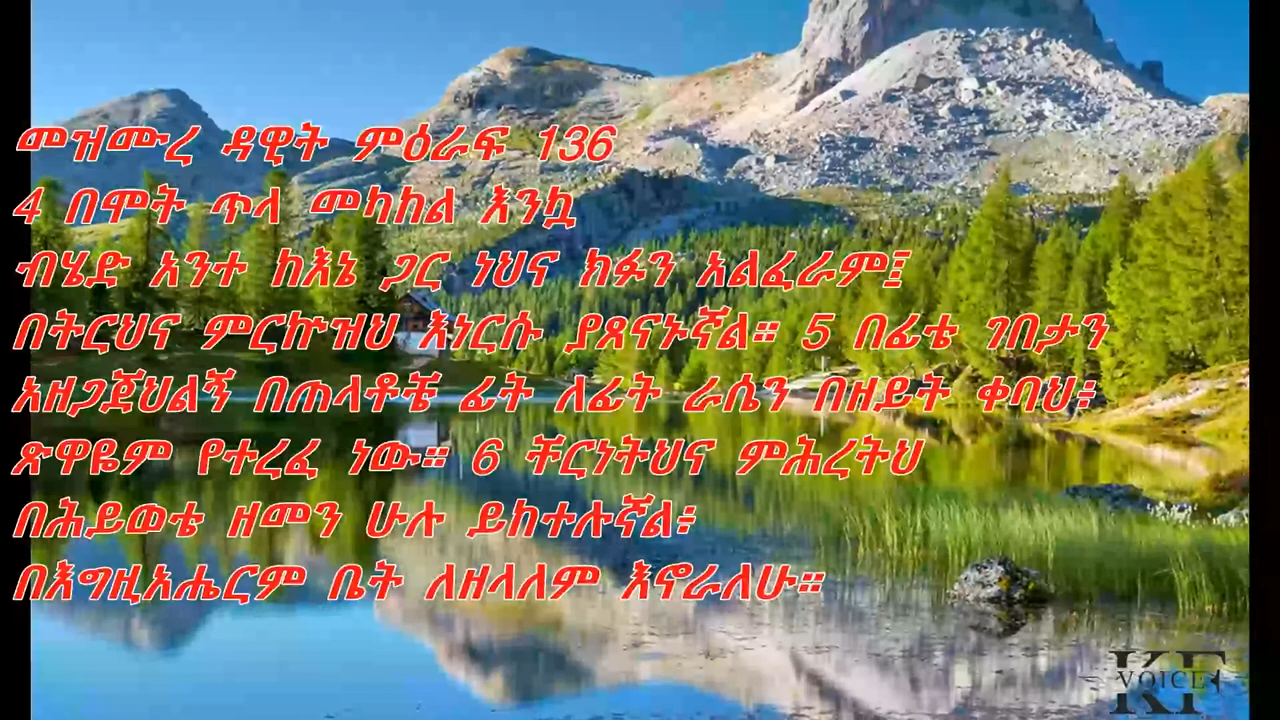 መዝሙረ ዳዊት ምዕራፍ 136
4 በሞት ጥላ መካከል እንኳ
ብሄድ አንተ ከእኔ ጋር ነህና ክፉን አልፈራም፤
በትርህና ምርኵዝህ እነርሱ ያጸናኑኛል። 5 በፊቴ ገበታን
አዘጋጀህልኝ በጠላቶቼ ፊት ለፊት ራሴን በዘይት ቀባህ፥
ጽዋዬም የተረፈ ነው። 6 ቸርነትህና ምሕረትህ
በሕይወቴ ዘመን ሁሉ ይከተሉኛል፥
በእግዚአሔርም ቤት ለዘላለም እኖራለሁ።
KF
VOICE